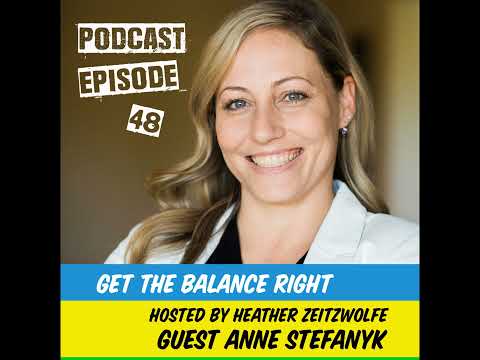 PODCAST
EPISODE
48
GET THE BALANCE RIGHT
HOSTED BY HEATHER ZEITZWOLFE
GUEST ANNE STEFANYK